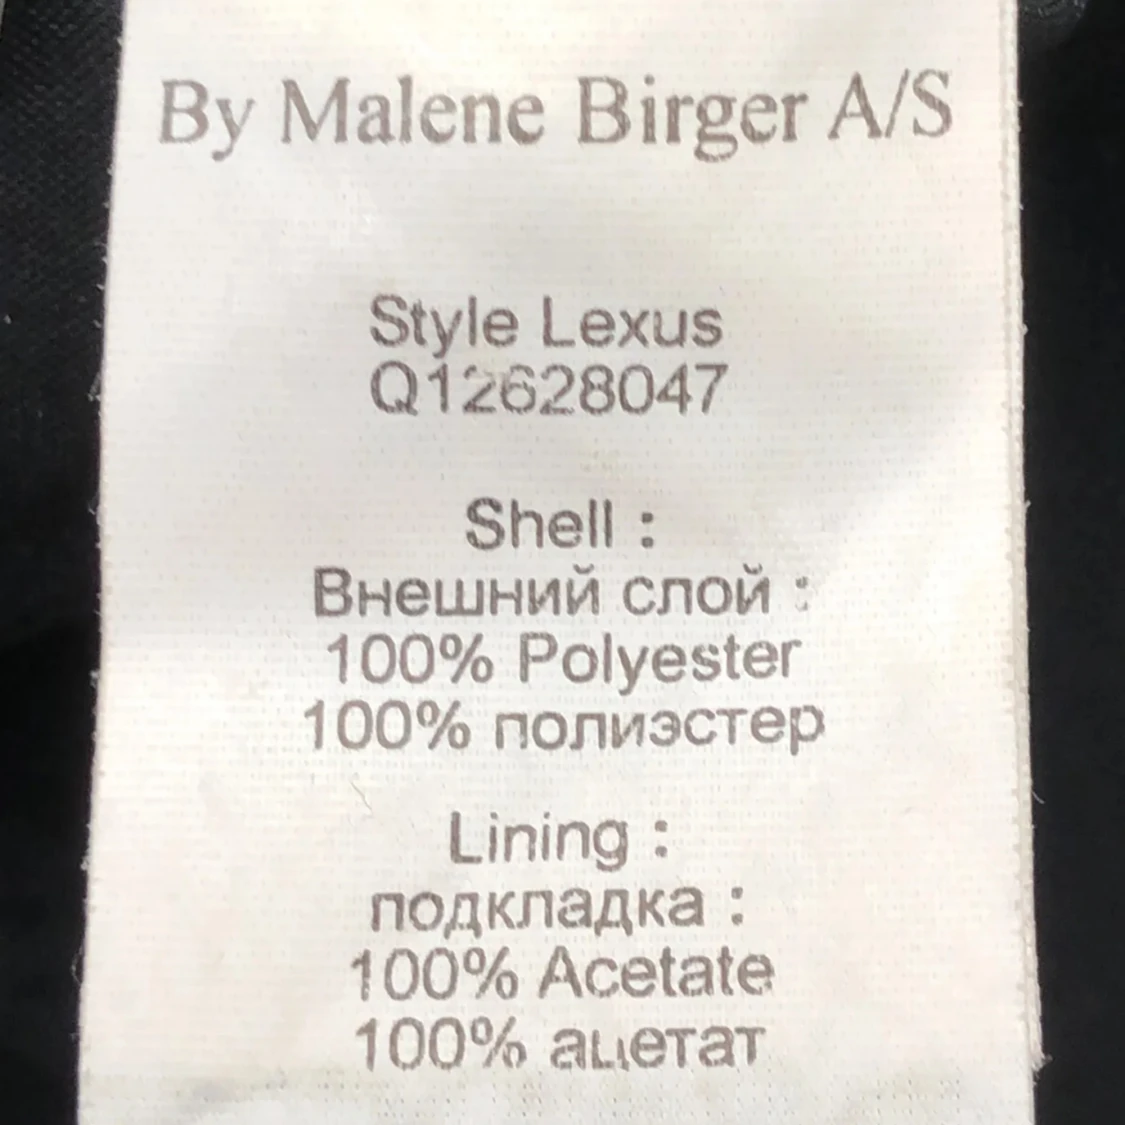 By Malene Birger A/S
Style Lexus
Q12628047
Shell :
Внешний слой :
100% Polyester
100% полиэстер
Lining :
подкладка :
100% Acetate
100% ацетат